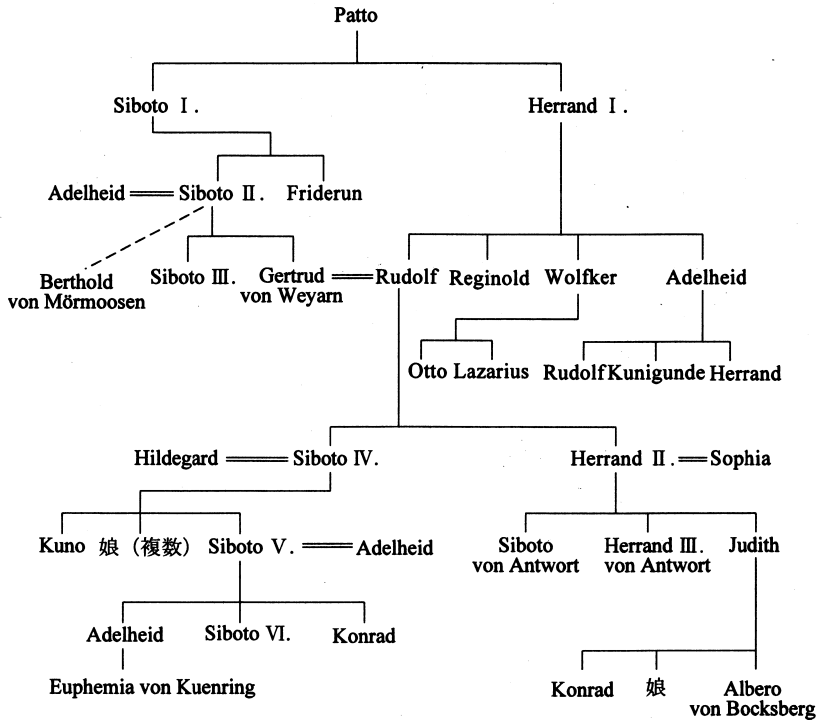 Patto
Siboto Ⅰ.
Herrand Ⅰ.
Adelheid
Siboto Ⅱ.
Friderun
Berthold
von Mörmoosen
Siboto Ⅲ.
Gertrud
von Weyarn
Rudolf
Reginold
Wolfker
Adelheid
Otto
Lazarius
Rudolf
Kunigunde
Herrand
Hildegard
Siboto Ⅳ.
Herrand Ⅱ.
Sophia
Kuno
娘（複数）
Siboto Ⅴ.
Adelheid
Siboto
von Antwort
Herrand Ⅲ.
von Antwort
Judith
Adelheid
Siboto Ⅵ.
Konrad
Euphemia von Kuenring
Konrad
娘
Albero
von Bocksberg